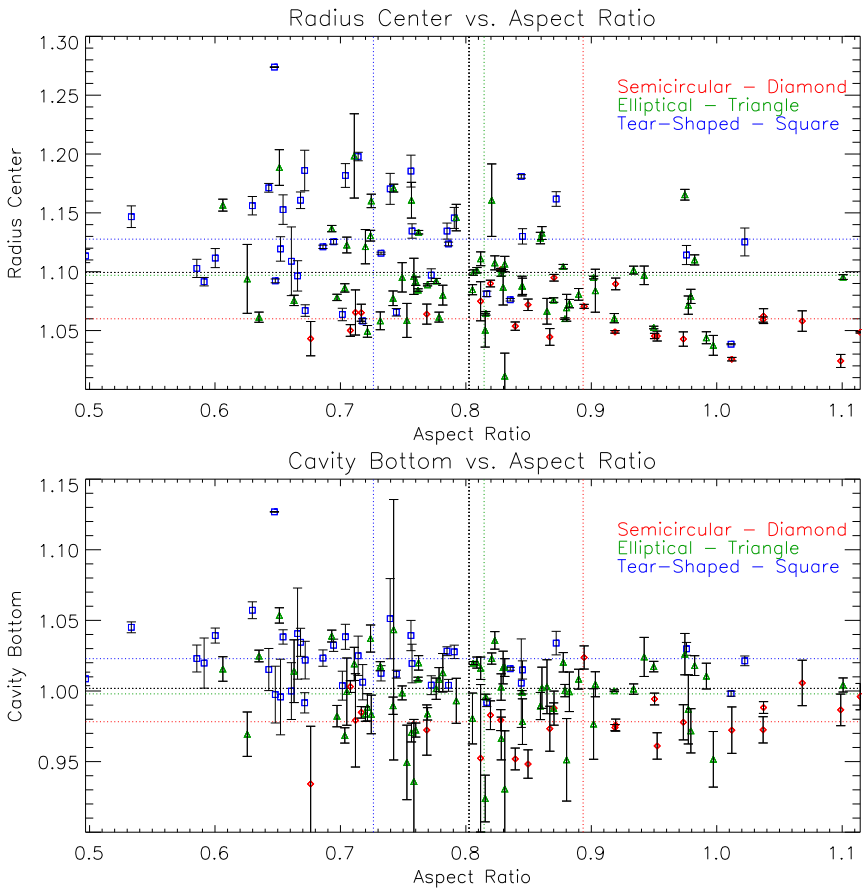 Radius Center vs. Aspect Ratio
1.30
1.25
1.20
1.15
1.10
1.05
Radius Center
Semicircular – Diamond
Elliptical – Triangle
Tear–Shaped – Square
0.5 0.6 0.7 0.8 0.9 1.0 1.1
Aspect Ratio
Cavity Bottom vs. Aspect Ratio
1.15
1.10
1.05
1.00
0.95
Cavity Bottom
Semicircular – Diamond
Elliptical – Triangle
Tear–Shaped – Square
0.5 0.6 0.7 0.8 0.9 1.0 1.1
Aspect Ratio